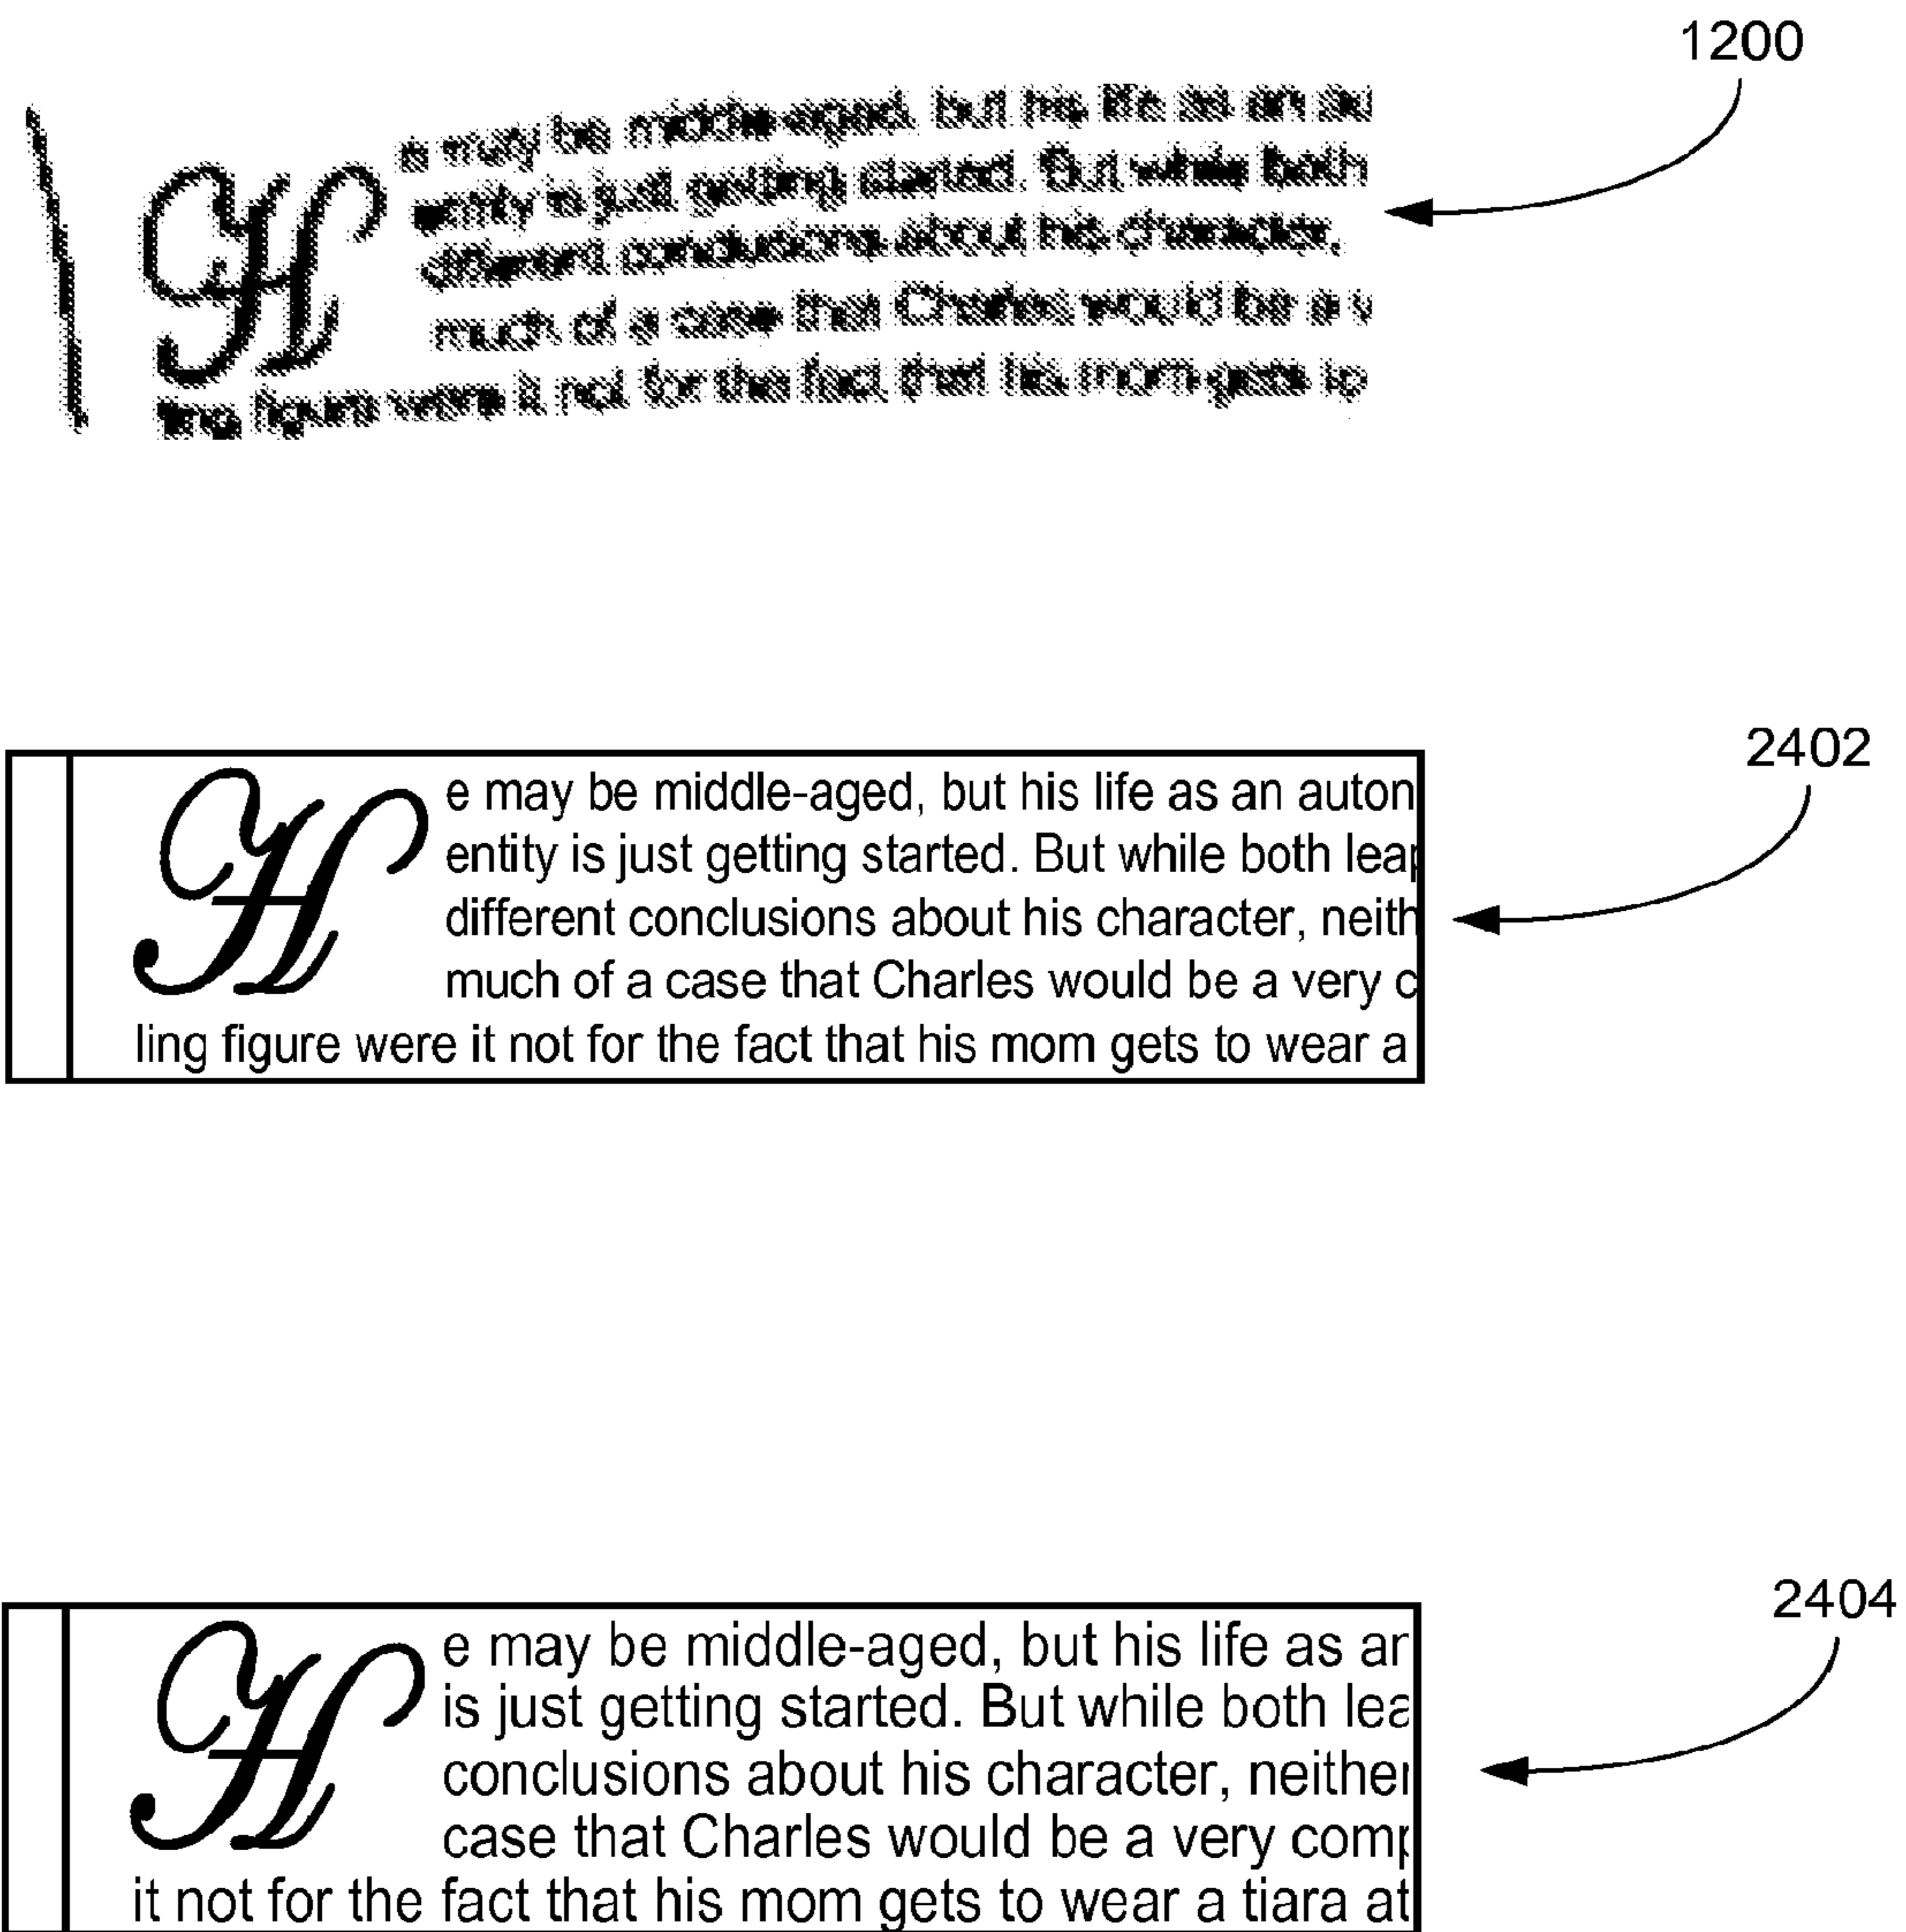 1200
H
may be middle-aged, but his life as an
is just getting started. But while both
different conclusions about his character,
much of a case that Charles would be a v
figure were it not for the fact that his mom gets to
2402
He may be middle-aged, but his life as an auton
entity is just getting started. But while both leap
different conclusions about his character, neith
much of a case that Charles would be a very c
ling figure were it not for the fact that his mom gets to wear a
2404
He may be middle-aged, but his life as an
is just getting started. But while both lea
conclusions about his character, neither
case that Charles would be a very comp
it not for the fact that his mom gets to wear a tiara at